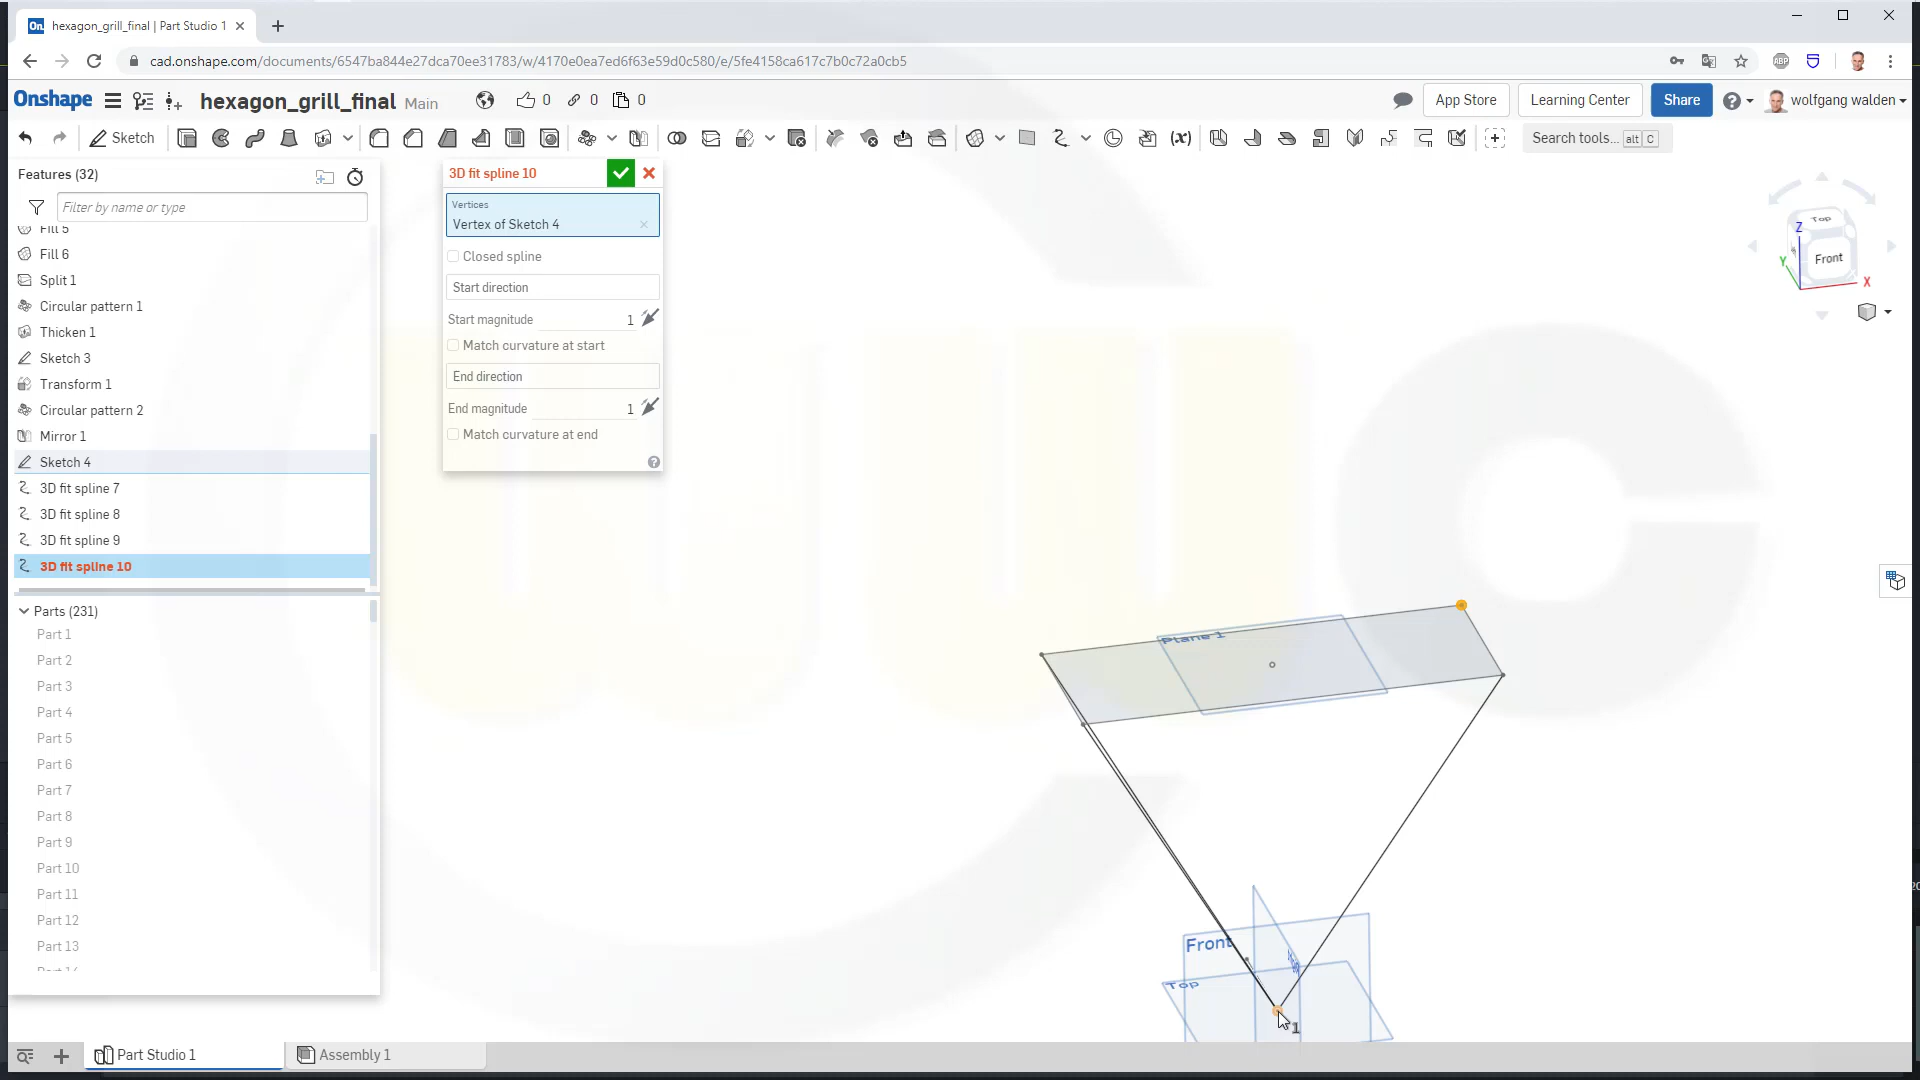 hexagon_grill_final | Part Studio 1
cad.onshape.com/documents/6547ba844e27dca70ee31783/w/4170e0ea7ed6f63e59d0c580/e/5fe4158ca617c7b0c72a0cb5
ABP
Onshape
hexagon_grill_final Main
0 0 0
App Store
Learning Center
Share
wolfgang walden
Sketch
(x)
Search tools... alt C
Features (32)
Filter by name or type
Fill 5
Fill 6
Split 1
Circular pattern 1
Thicken 1
Sketch 3
Transform 1
Circular pattern 2
Mirror 1
Sketch 4
3D fit spline 7
3D fit spline 8
3D fit spline 9
3D fit spline 10
Parts (231)
Part 1
Part 2
Part 3
Part 4
Part 5
Part 6
Part 7
Part 8
Part 9
Part 10
Part 11
Part 12
Part 13
Part 14
3D fit spline 10
Vertices
Vertex of Sketch 4
Closed spline
Start direction
Start magnitude 1
Match curvature at start
End direction
End magnitude 1
Match curvature at end
Top
Front
Z
Y
X
Plane 1
Front
Top
1
Part Studio 1
Assembly 1